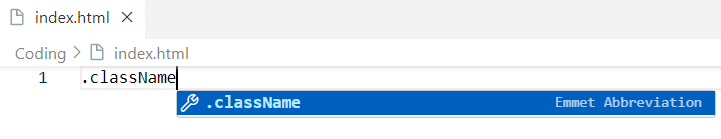 index.html
Coding > index.html
1 .className
.className Emmet Abbreviation